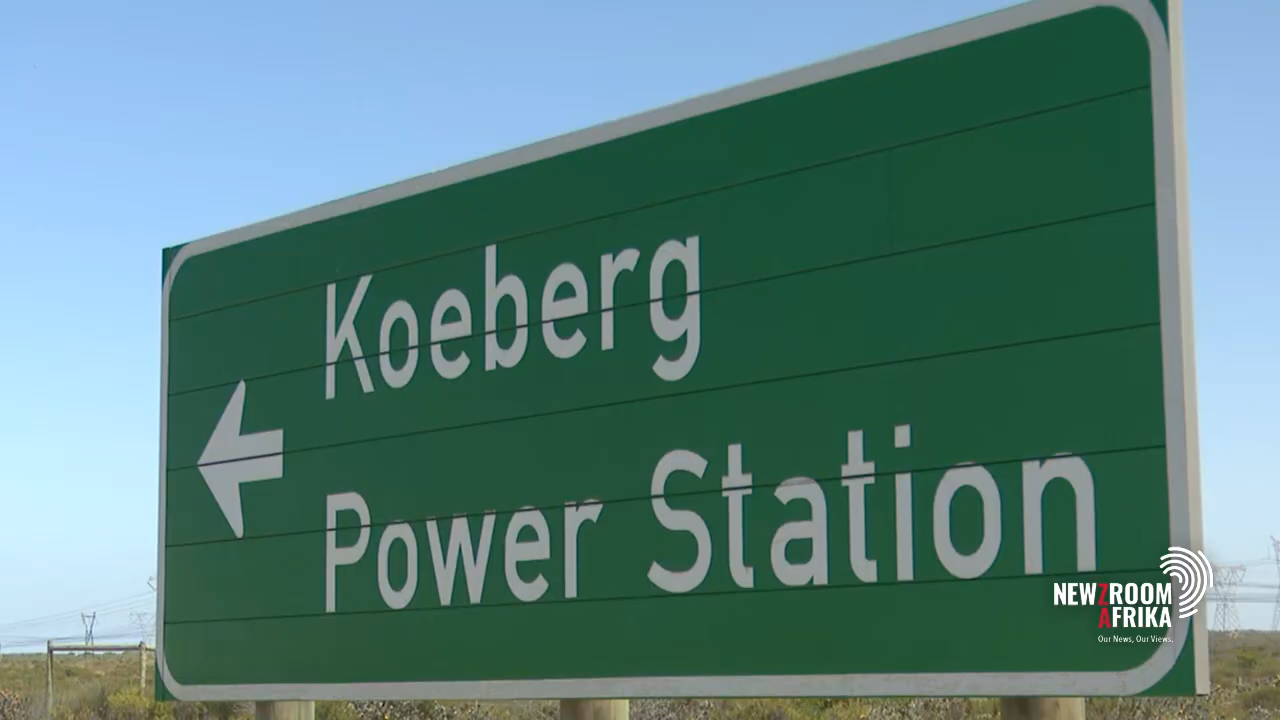 Koeberg
Power Station
NEWZROOM
AFRIKA
Our News, Our Views.